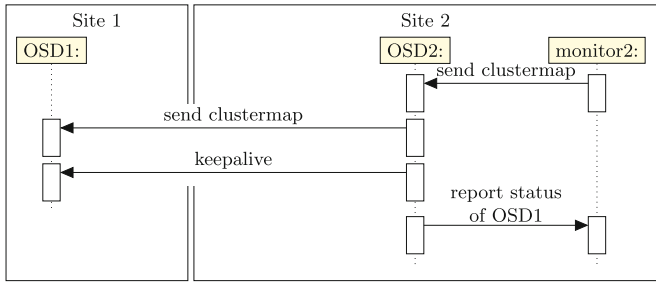 Site 1
Site 2
OSD1:
OSD2:
monitor2:
send clustermap
send clustermap
keepalive
report status
of OSD1